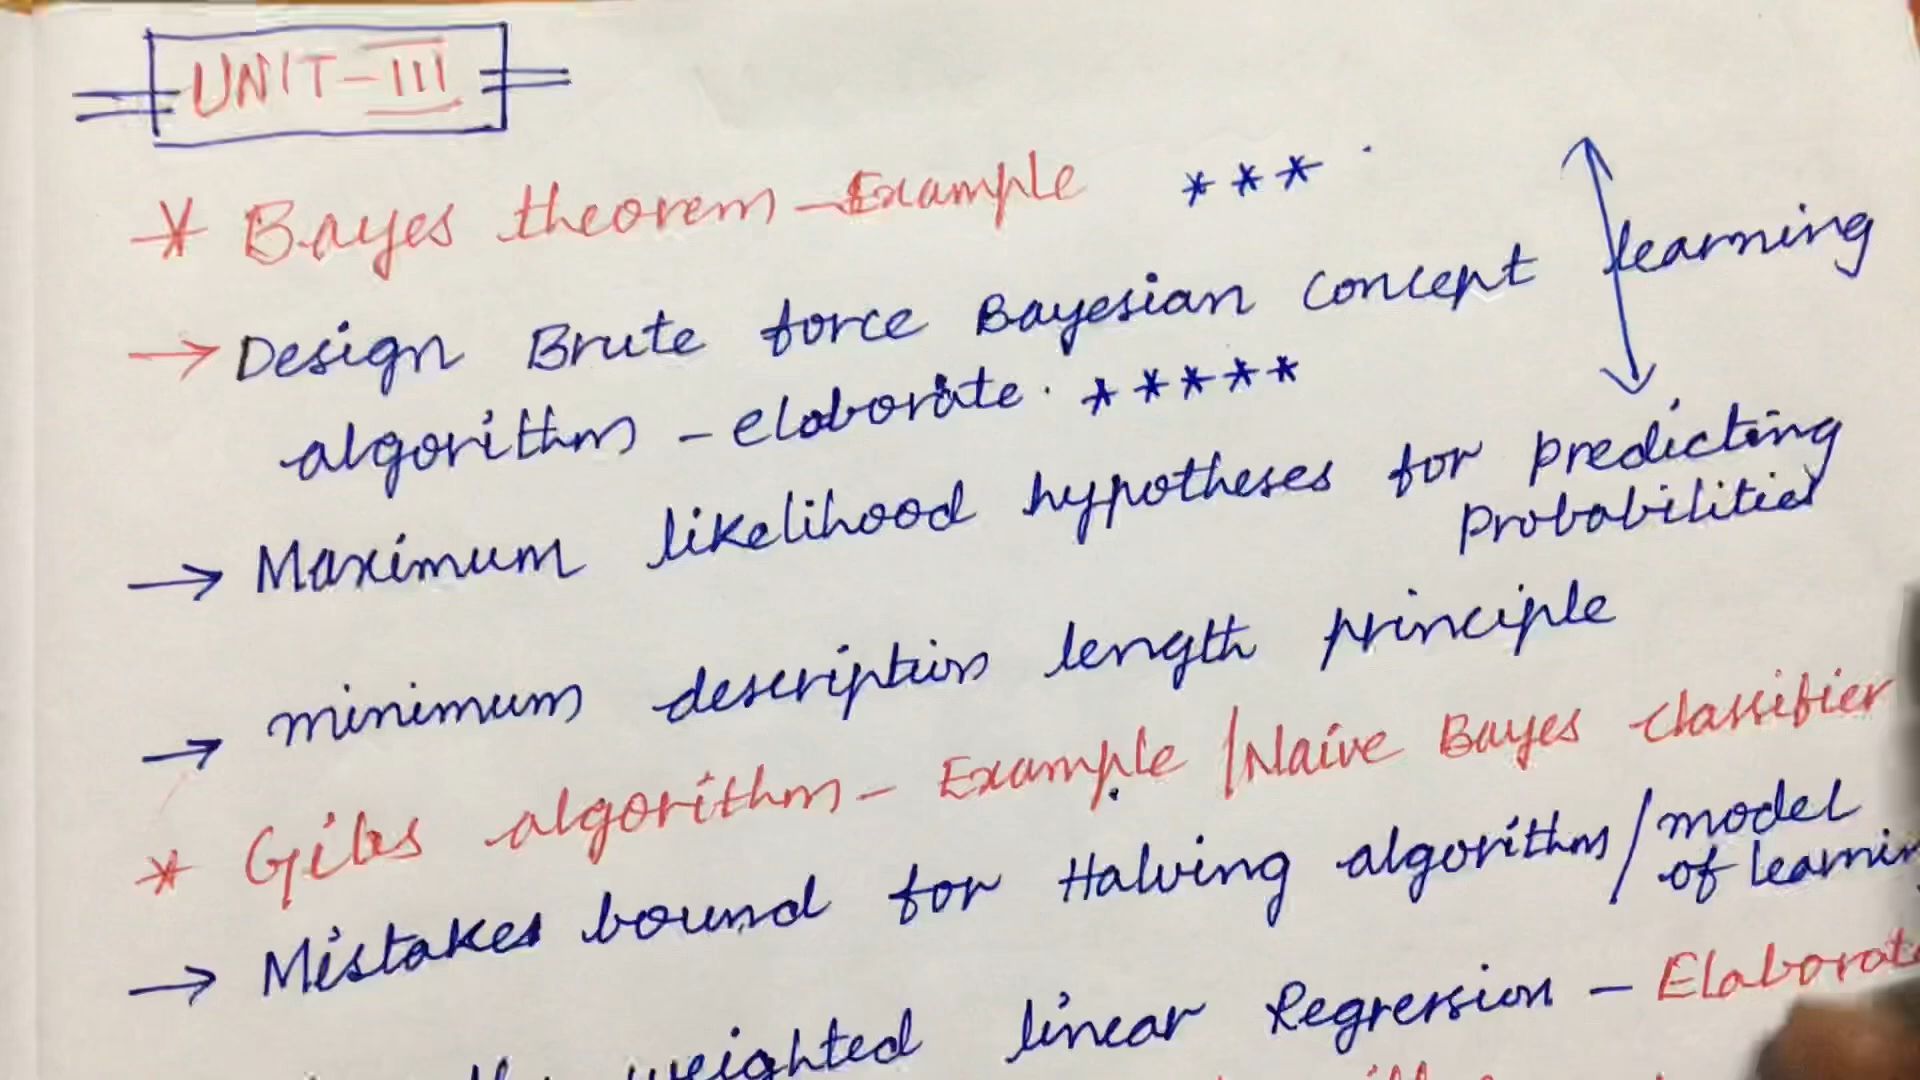 UNIT-III
* Bayes theorem - Example ***
→ Design Brute force Bayesian concept learning
algorithm - elaborate. *****
→ Maximum likelihood hypotheses for predicting
probabilities
→ minimum description length principle
* Gibbs algorithm - Example / Naive Bayes classifier
→ Mistakes bound for Halving algorithm / model
of learnin
weighted linear Regression - Elaborate